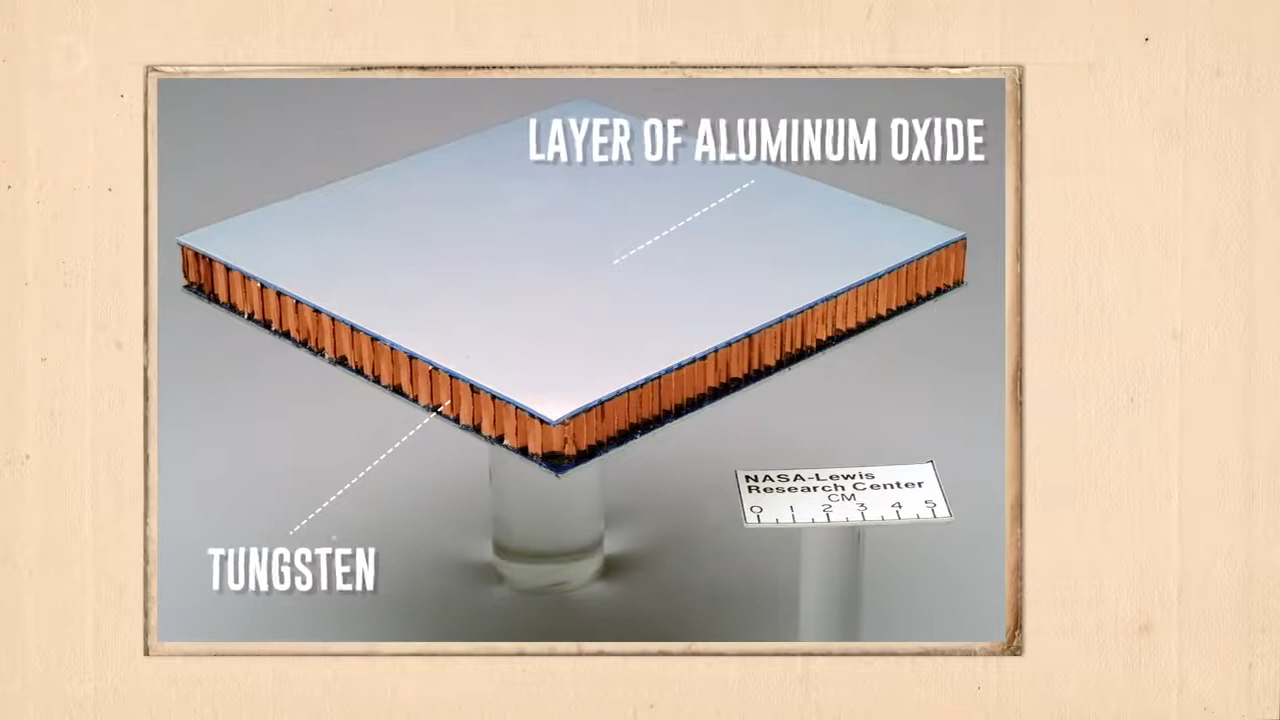 LAYER OF ALUMINUM OXIDE
NASA-Lewis
Research Center
CM
0 1 2 3 4 5
TUNGSTEN